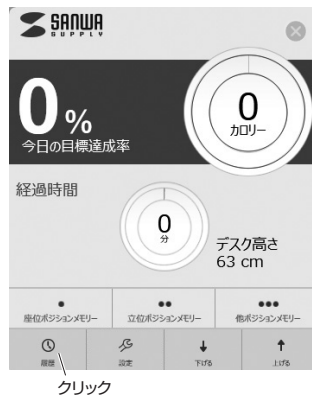 SANWA
SUPPLY
0%
今日の目標達成率
0
カロリー
経過時間
0
分
デスク高さ
63 cm
座位ポジションメモリー
立位ポジションメモリー
他ポジションメモリー
履歴
設定
下げる
上げる
クリック